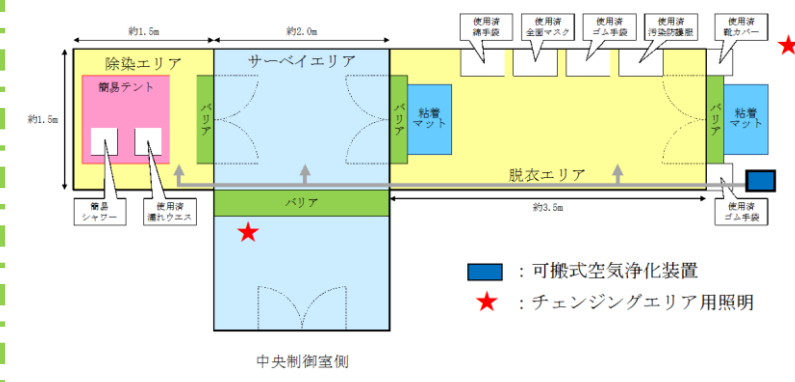 使用済
綿手袋
使用済
全面マスク
使用済
ゴム手袋
使用済
汚染防護服
使用済
靴カバー
約1.5m
約2.0m
除染エリア
サーベイエリア
簡易テント
バリア
バリア
粘着
マット
バリア
粘着
マット
約1.5m
脱衣エリア
簡易
シャワー
使用済
濡れウエス
バリア
約3.5m
使用済
ゴム手袋
：可搬式空気浄化装置
：チェンジングエリア用照明
中央制御室側